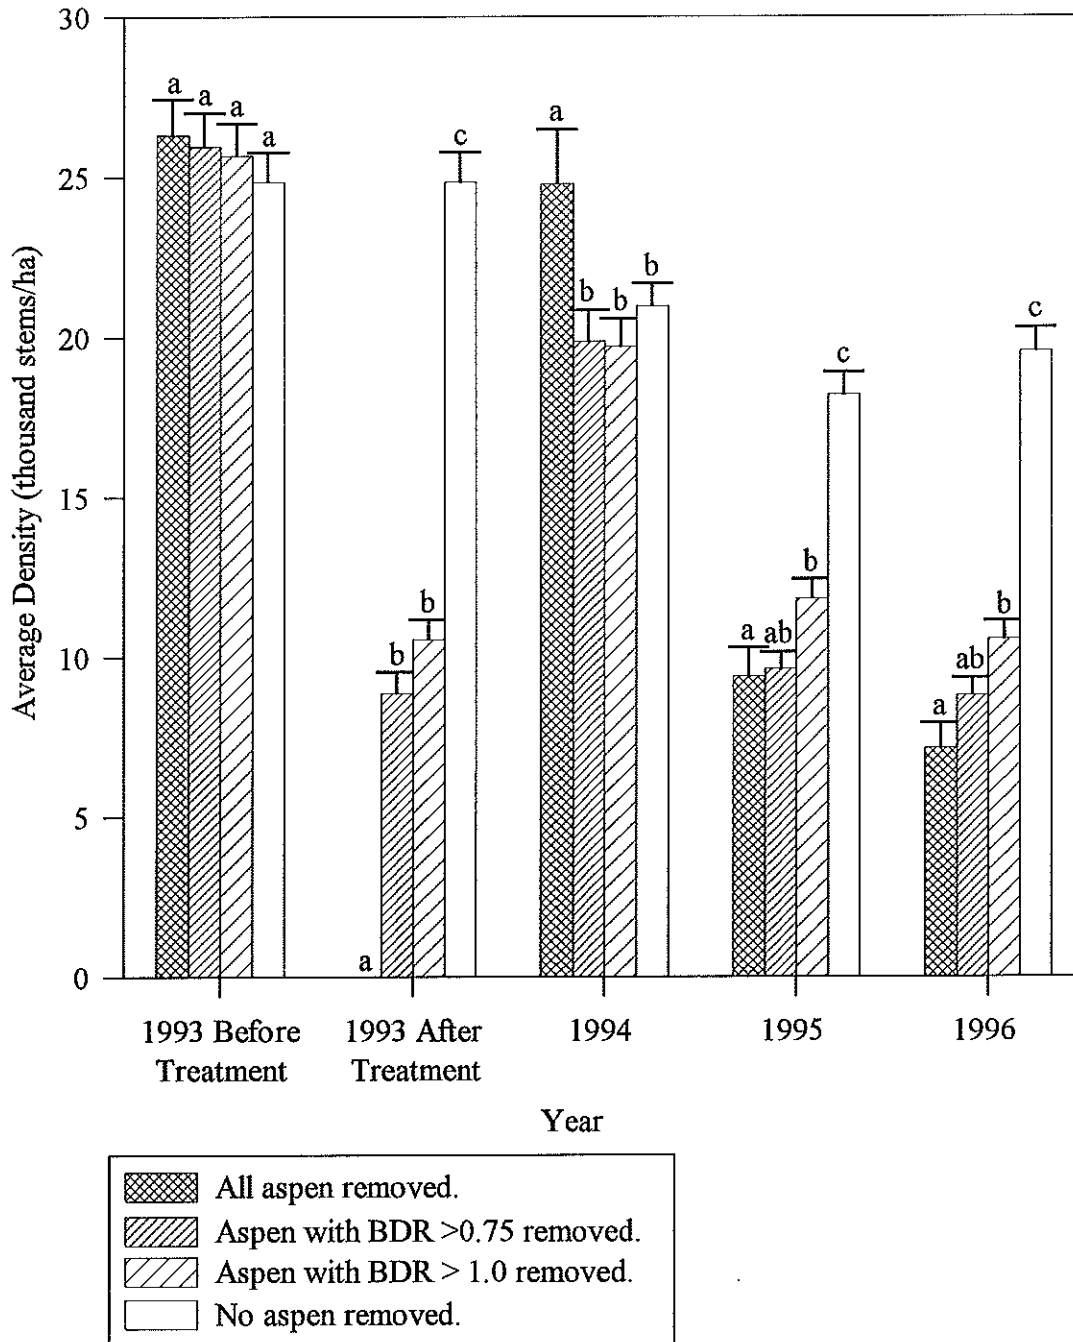 30
25
20
15
10
5
0
Average Density (thousand stems/ha)
a
a
a
a
a
b
b
c
a
b
b
b
a
ab
b
c
a
ab
b
c
1993 Before
Treatment
1993 After
Treatment
1994
1995
1996
Year
All aspen removed.
Aspen with BDR >0.75 removed.
Aspen with BDR > 1.0 removed.
No aspen removed.